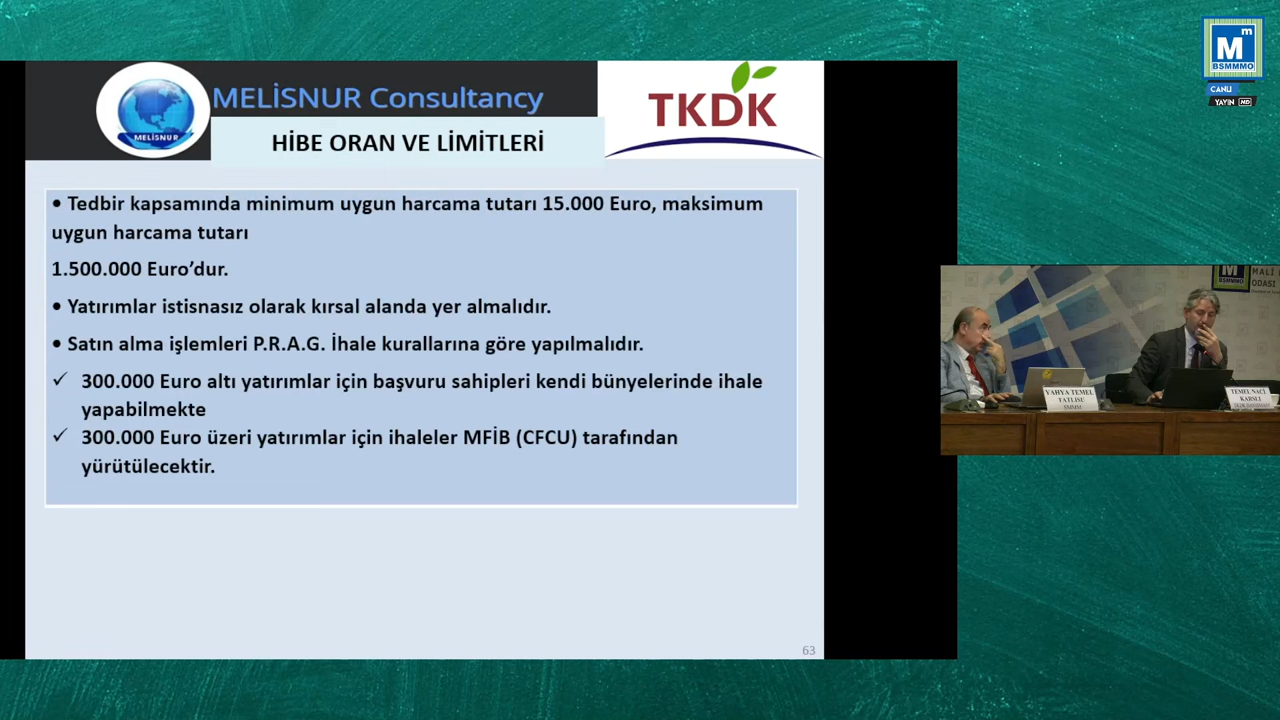 Mm
BSMMMO
CANLI
YAYIN HD
MELİSNUR Consultancy
MELİSNUR
TKDK
HİBE ORAN VE LİMİTLERİ
• Tedbir kapsamında minimum uygun harcama tutarı 15.000 Euro, maksimum
uygun harcama tutarı
1.500.000 Euro’dur.
• Yatırımlar istisnasız olarak kırsal alanda yer almalıdır.
• Satın alma işlemleri P.R.A.G. İhale kurallarına göre yapılmalıdır.
✓ 300.000 Euro altı yatırımlar için başvuru sahipleri kendi bünyelerinde ihale
yapabilmekte
✓ 300.000 Euro üzeri yatırımlar için ihaleler MFİB (CFCU) tarafından
yürütülecektir.
63
BSMMMO
MALİ
ODASI
YAHYA TEMEL
FATLISU
TEMEL NACİ
KARSLI